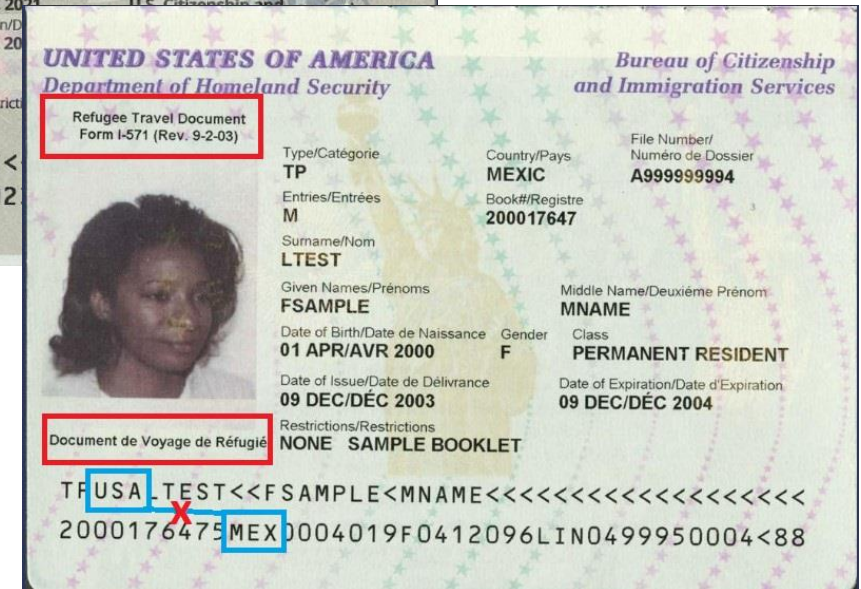 2021
U.S. Citizenship and
20
UNITED STATES OF AMERICA
Department of Homeland Security
Bureau of Citizenship
and Immigration Services
Refugee Travel Document
Form I-571 (Rev. 9-2-03)
Type/Catégorie
TP
Country/Pays
MEXIC
File Number/
Numéro de Dossier
A999999994
Entries/Entrées
M
Book#/Registre
200017647
Surname/Nom
LTEST
Given Names/Prénoms
FSAMPLE
Middle Name/Deuxiéme Prénom
MNAME
Date of Birth/Date de Naissance
01 APR/AVR 2000
Gender
F
Class
PERMANENT RESIDENT
Date of Issue/Date de Délivrance
09 DEC/DÉC 2003
Date of Expiration/Date d'Expiration
09 DEC/DÉC 2004
Document de Voyage de Réfugié
Restrictions/Restrictions
NONE SAMPLE BOOKLET
TPUSALTEST<<FSAMPLE<MNAME<<<<<<<<<<<<<<<<<<<
X
2000176475MEX0004019F0412096LIN0499950004<88